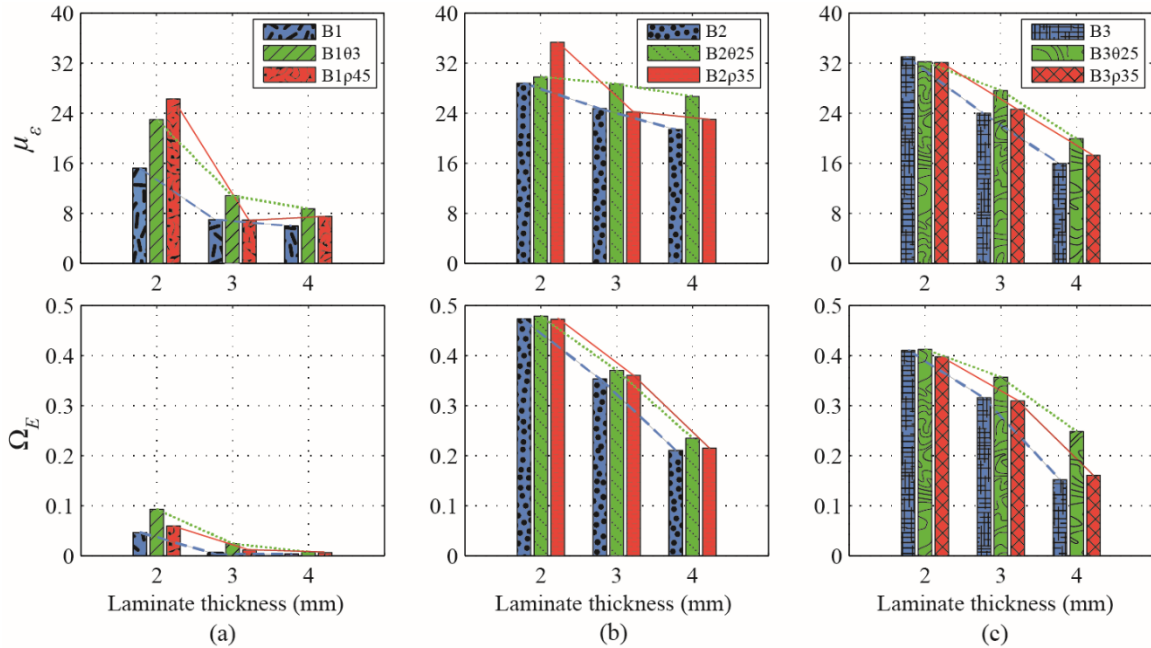 μ_ε
40
32
24
16
8
0
B1
B1θ3
B1ρ45
2 3 4
40
32
24
16
8
0
B2
B2θ25
B2ρ35
2 3 4
40
32
24
16
8
0
B3
B3θ25
B3ρ35
2 3 4
Ω_E
0.5
0.4
0.3
0.2
0.1
0
2 3 4
Laminate thickness (mm)
(a)
0.5
0.4
0.3
0.2
0.1
0
2 3 4
Laminate thickness (mm)
(b)
0.5
0.4
0.3
0.2
0.1
0
2 3 4
Laminate thickness (mm)
(c)